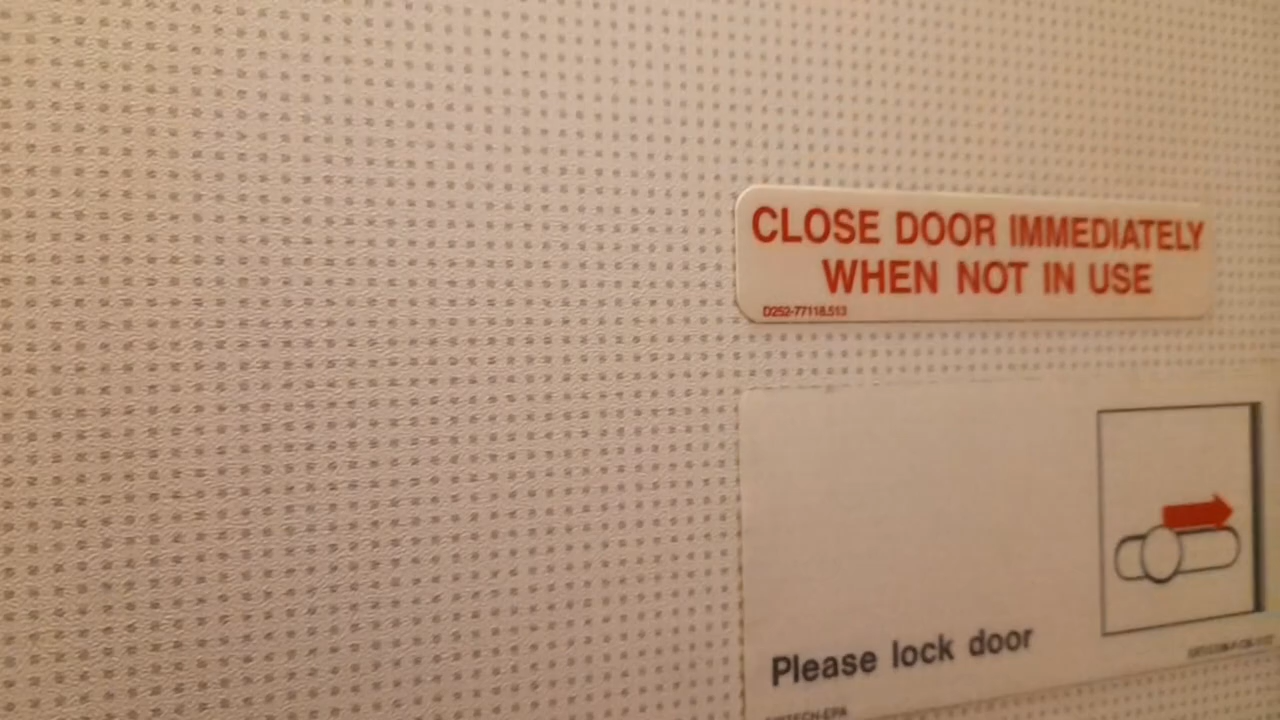 CLOSE DOOR IMMEDIATELY
WHEN NOT IN USE
D252-77118.513
Please lock door